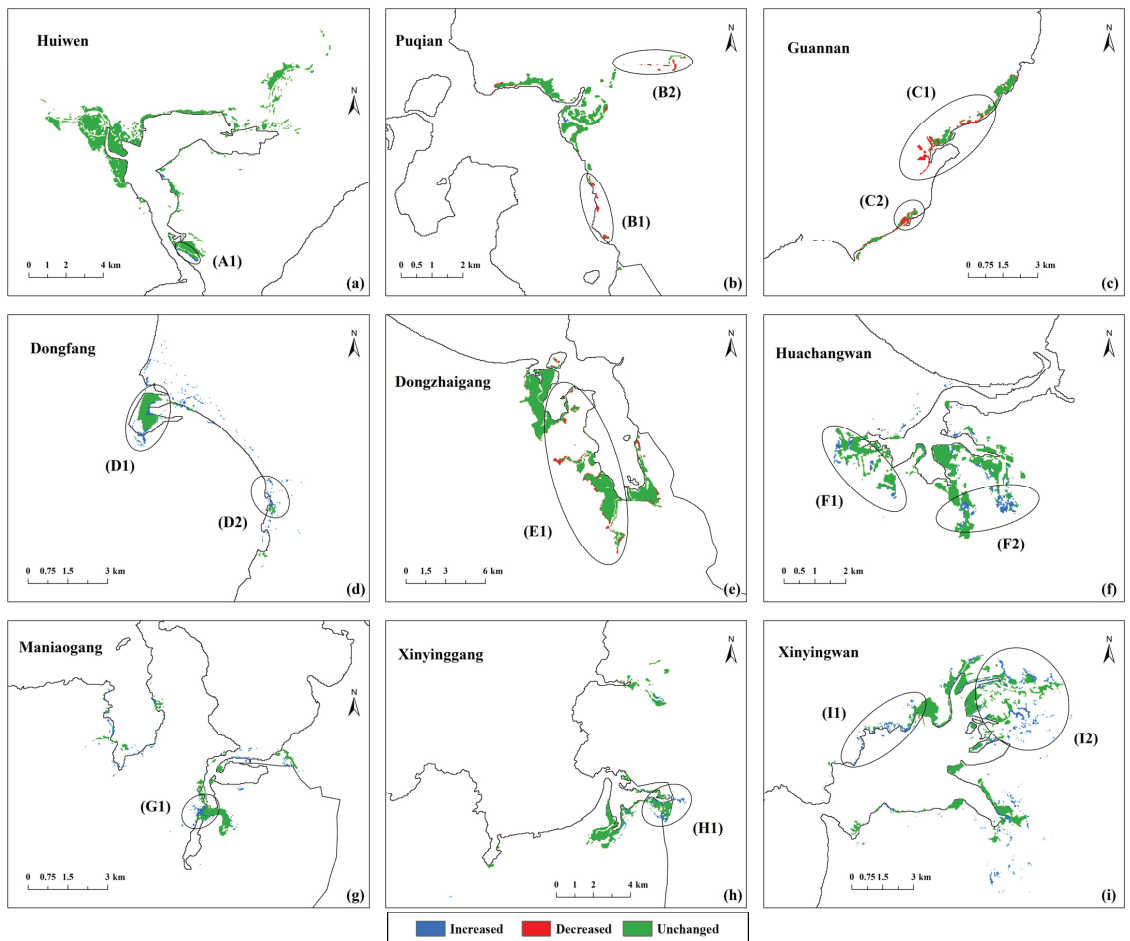 Huiwen
N
(A1)
0 1 2 4 km
(a)
Puqian
N
(B2)
(B1)
0 0.5 1 2 km
(b)
Guannan
N
(C1)
(C2)
0 0.75 1.5 3 km
(c)
Dongfang
N
(D1)
(D2)
0 0.75 1.5 3 km
(d)
Dongzhaigang
N
(E1)
0 1.5 3 6 km
(e)
Huachangwan
N
(F1)
(F2)
0 0.5 1 2 km
(f)
Maniaogang
N
(G1)
0 0.75 1.5 3 km
(g)
Xinyinggang
N
(H1)
0 1 2 4 km
(h)
Xinyingwan
N
(I1)
(I2)
0 0.75 1.5 3 km
(i)
Increased Decreased Unchanged